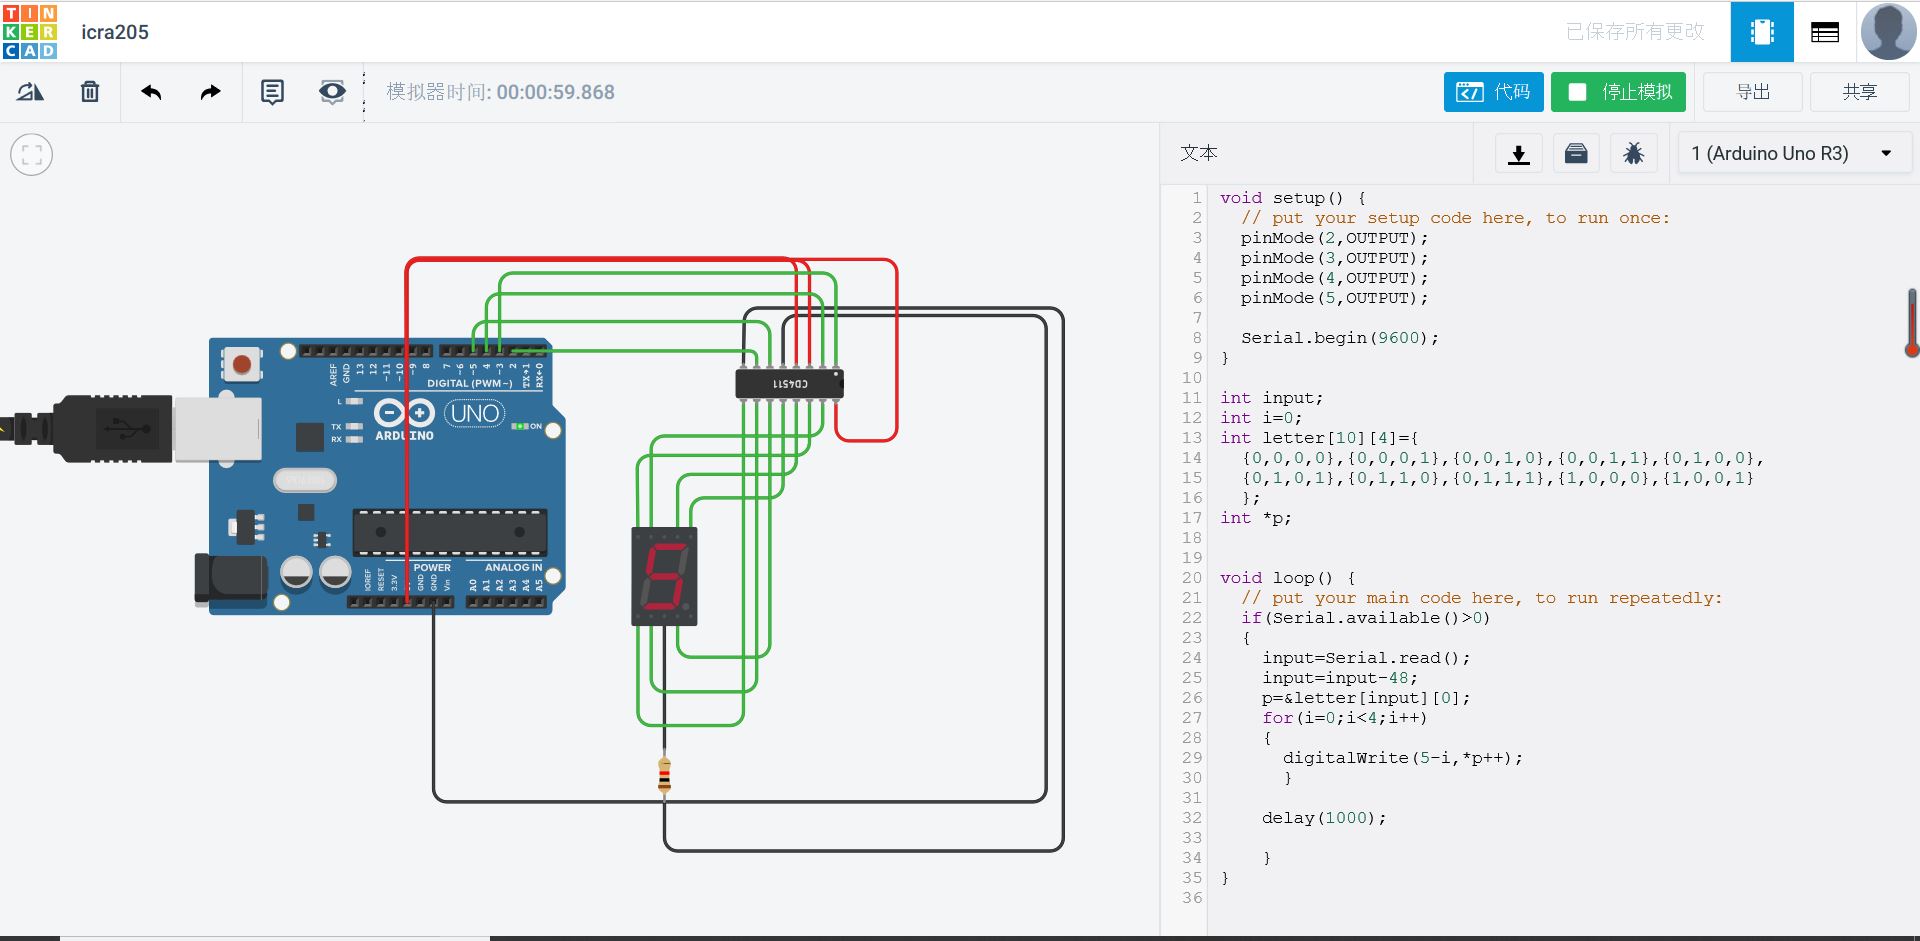 TIN
KER
CAD
icra205
已保存所有更改
模拟器时间: 00:00:59.868
代码
停止模拟
导出
共享
文本
1 (Arduino Uno R3)
AREF
GND
13
12
~11
~10
~9
8
7
~6
~5
4
~3
2
TX→1
RX←0
DIGITAL (PWM~)
L
TX
RX
ARDUINO
UNO
ON
CD4511
IOREF
RESET
3.3V
GND
GND
Vin
POWER
ANALOG IN
A0
A1
A2
A3
A4
A5
1 void setup() {
2 // put your setup code here, to run once:
3 pinMode(2,OUTPUT);
4 pinMode(3,OUTPUT);
5 pinMode(4,OUTPUT);
6 pinMode(5,OUTPUT);
7
8 Serial.begin(9600);
9 }
10
11 int input;
12 int i=0;
13 int letter[10][4]={
14 {0,0,0,0},{0,0,0,1},{0,0,1,0},{0,0,1,1},{0,1,0,0},
15 {0,1,0,1},{0,1,1,0},{0,1,1,1},{1,0,0,0},{1,0,0,1}
16 };
17 int *p;
18
19
20 void loop() {
21 // put your main code here, to run repeatedly:
22 if(Serial.available()>0)
23 {
24 input=Serial.read();
25 input=input-48;
26 p=&letter[input][0];
27 for(i=0;i<4;i++)
28 {
29 digitalWrite(5-i,*p++);
30 }
31
32 delay(1000);
33
34 }
35 }
36
5